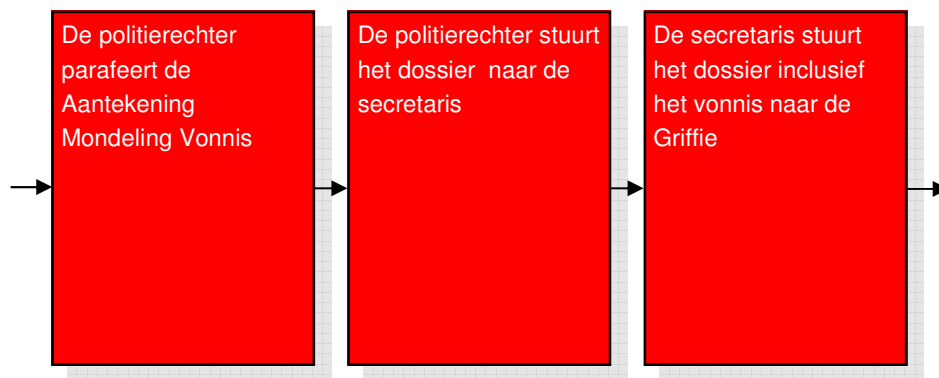 De politierechter
parafeert de
Aantekening
Mondeling Vonnis
De politierechter stuurt
het dossier  naar de
secretaris
De secretaris stuurt
het dossier inclusief
het vonnis naar de
Griffie